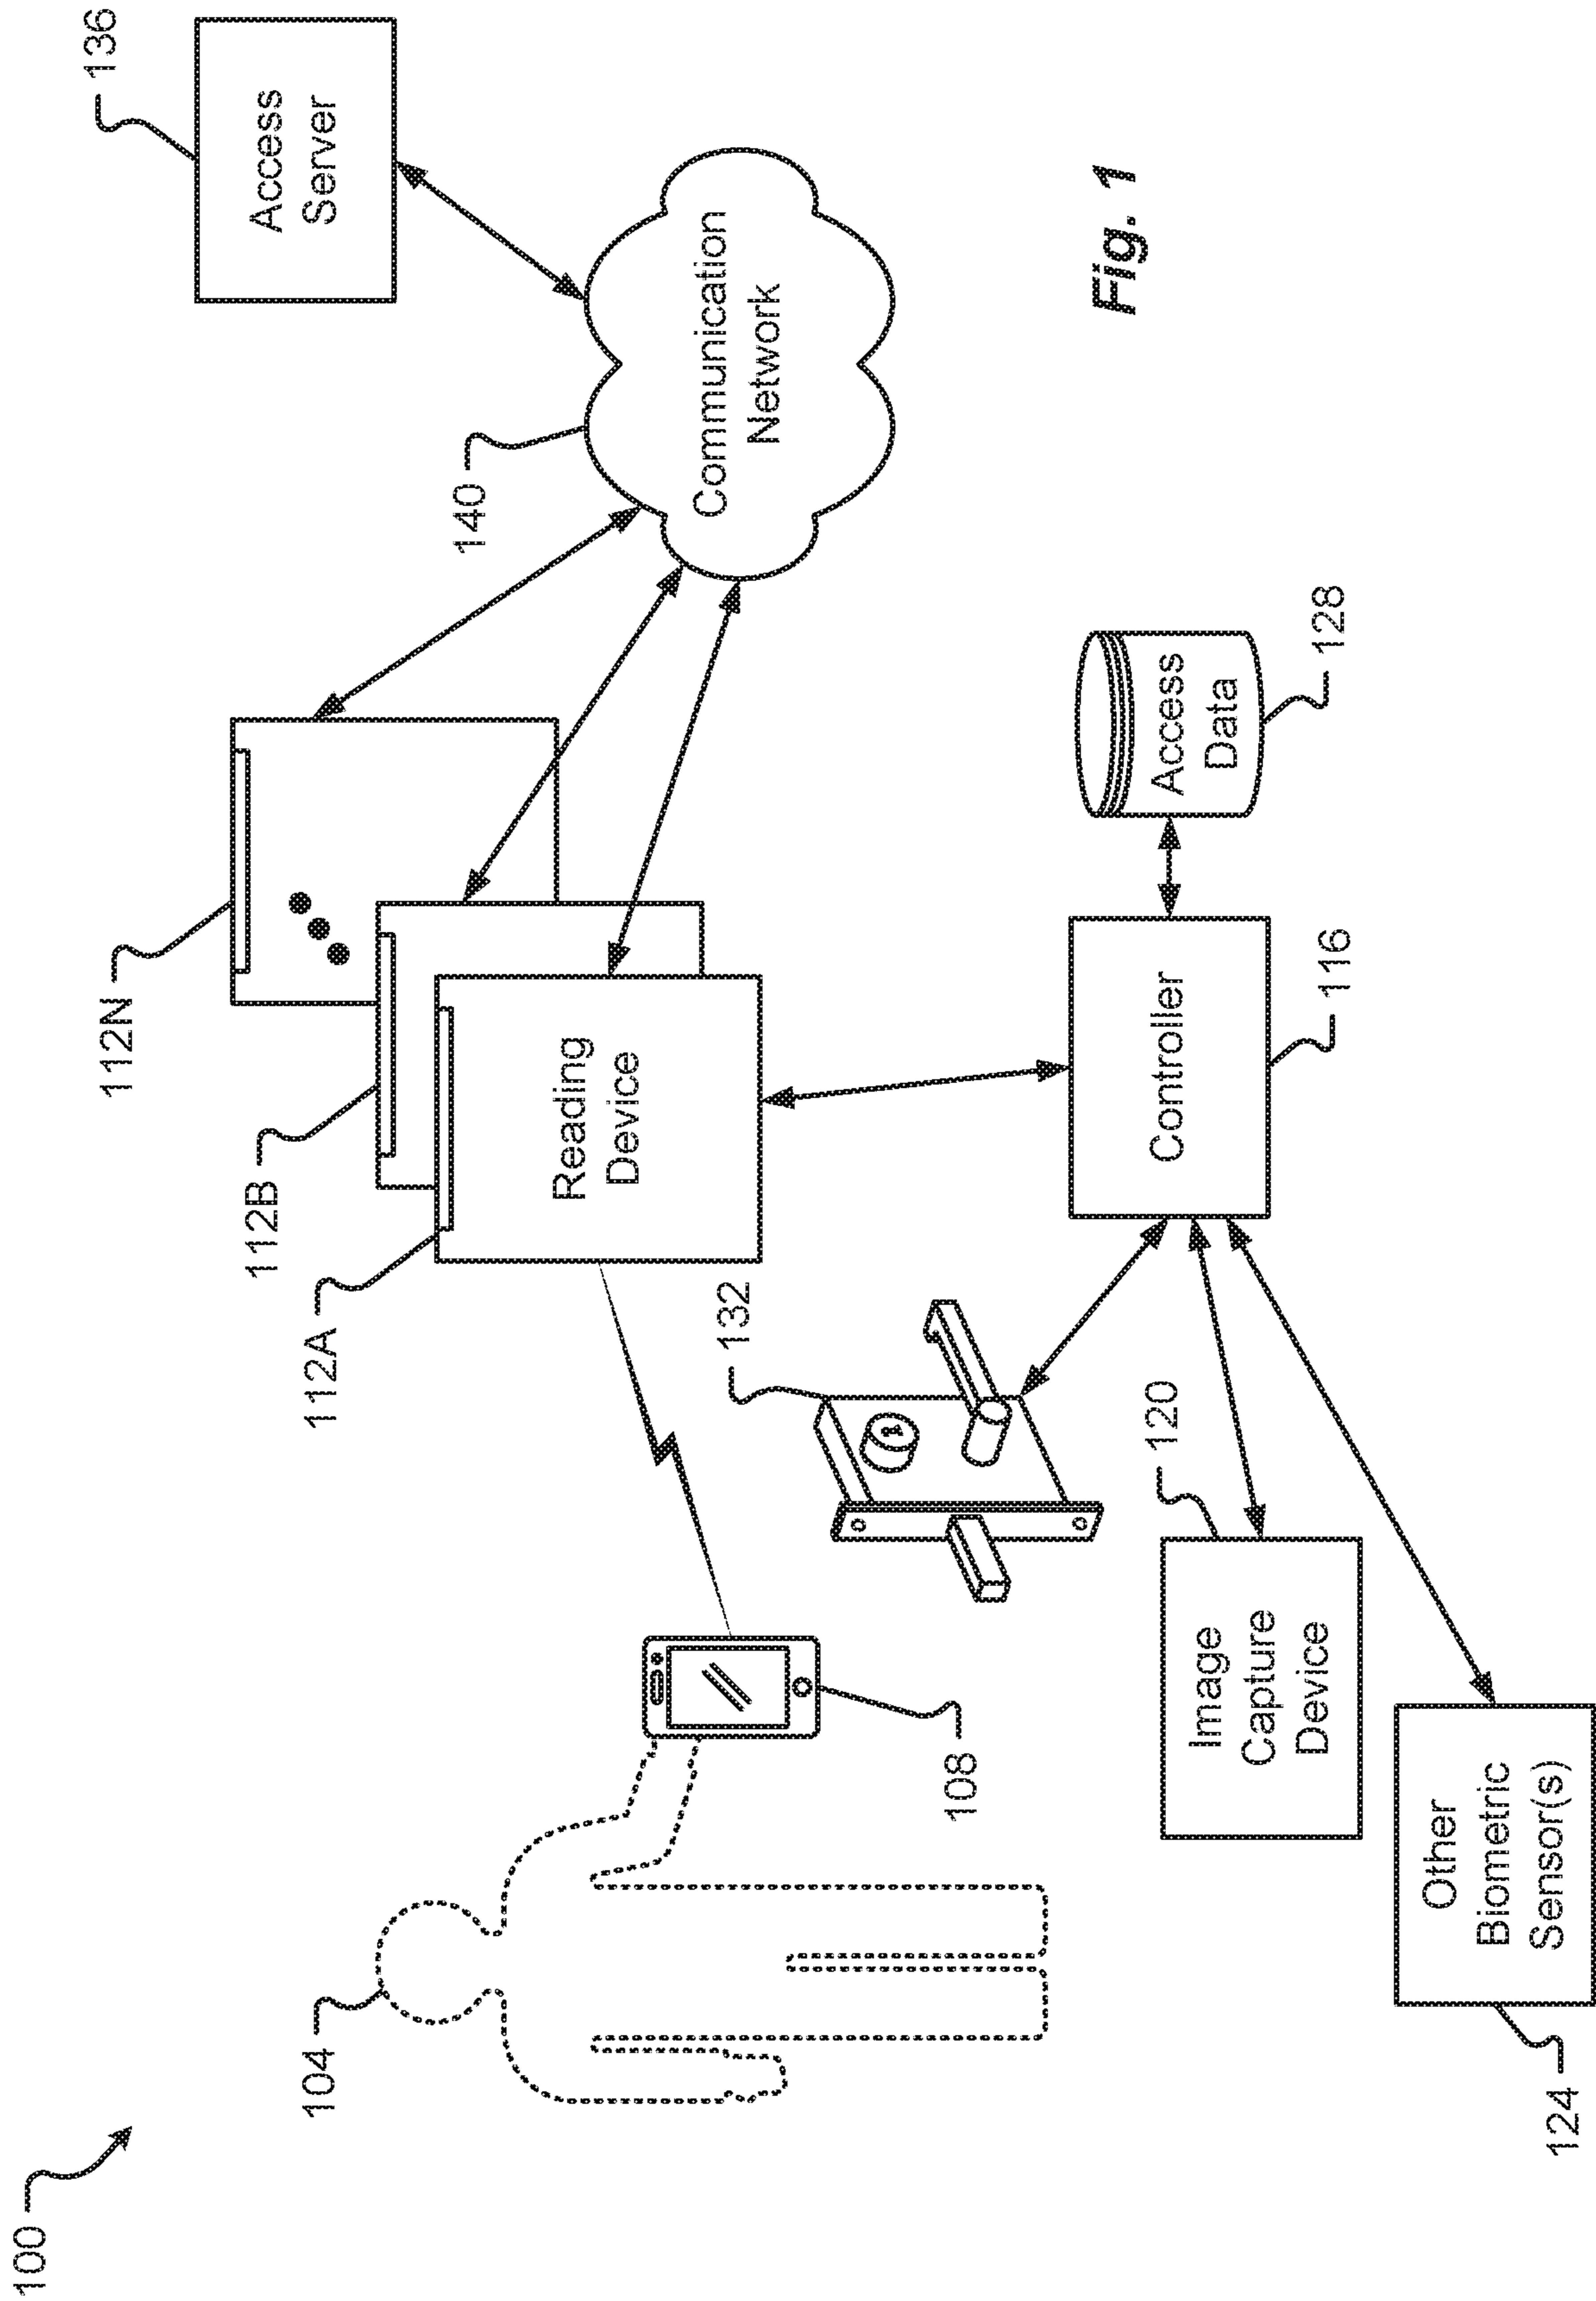 100
104
108
112A
112B
112N
Reading
Device
132
120
Image
Capture
Device
124
Other
Biometric
Sensor(s)
Controller
116
Access
Data
128
140
Communication
Network
136
Access
Server
Fig. 1